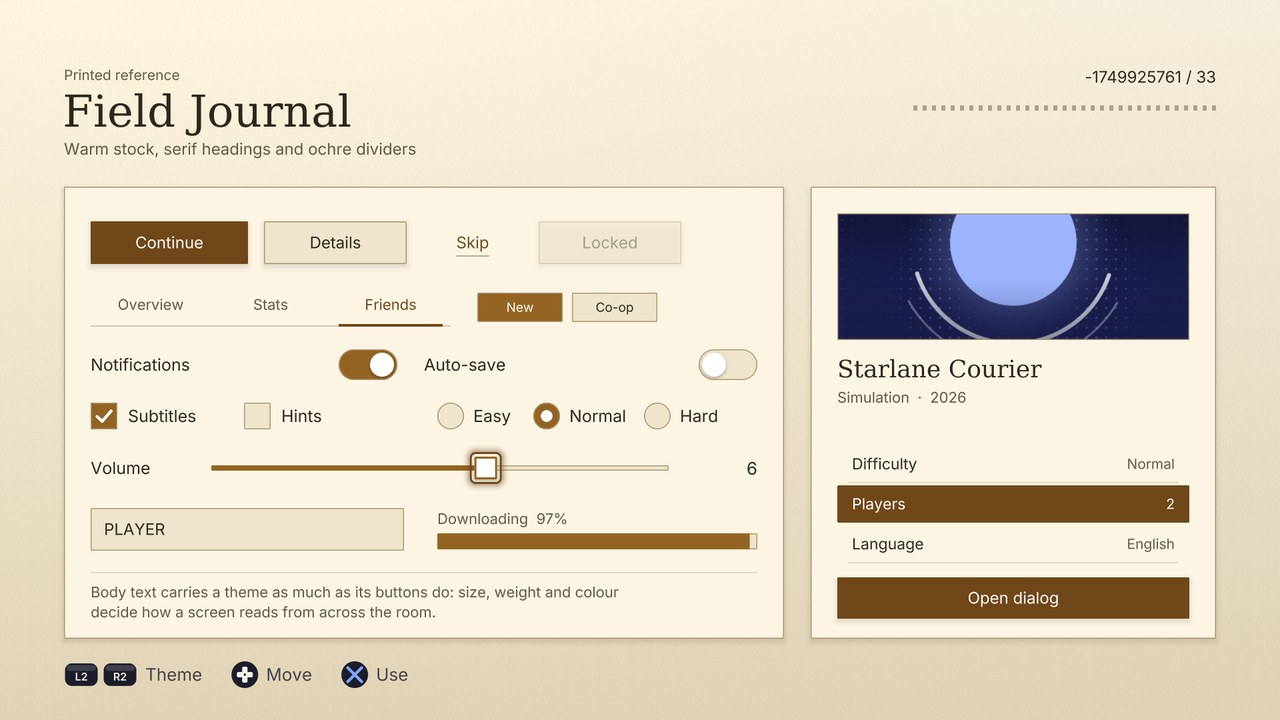 Printed reference
-1749925761 / 33
Field Journal
Warm stock, serif headings and ochre dividers
Continue
Details
Skip
Locked
Overview
Stats
Friends
New
Co-op
Notifications
Auto-save
Subtitles
Hints
Easy
Normal
Hard
Volume
6
PLAYER
Downloading 97%
Body text carries a theme as much as its buttons do: size, weight and colour
decide how a screen reads from across the room.
Starlane Courier
Simulation · 2026
Difficulty Normal
Players 2
Language English
Open dialog
L2 R2 Theme
Move
Use